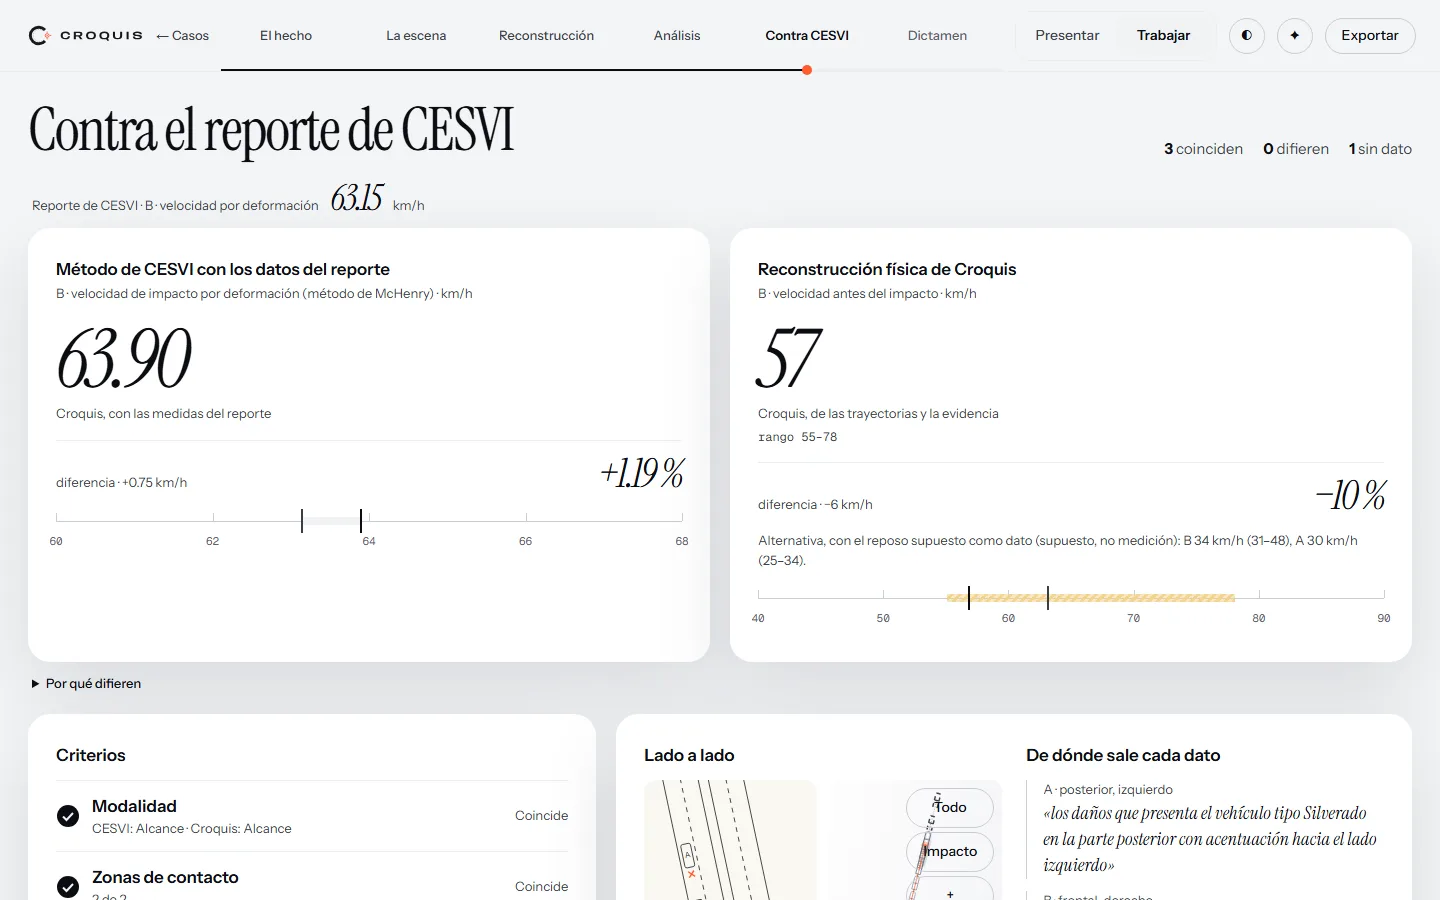 CROQUIS
← Casos
El hecho
La escena
Reconstrucción
Análisis
Contra CESVI
Dictamen
Presentar
Trabajar
Exportar
Contra el reporte de CESVI
3 coinciden 0 difieren 1 sin dato
Reporte de CESVI · B · velocidad por deformación 63.15 km/h
Método de CESVI con los datos del reporte
B · velocidad de impacto por deformación (método de McHenry) · km/h
63.90
Croquis, con las medidas del reporte
diferencia · +0.75 km/h
+1.19 %
60 62 64 66 68
Reconstrucción física de Croquis
B · velocidad antes del impacto · km/h
57
Croquis, de las trayectorias y la evidencia
rango 55–78
diferencia · −6 km/h
−10 %
Alternativa, con el reposo supuesto como dato (supuesto, no medición): B 34 km/h (31–48), A 30 km/h
(25–34).
40 50 60 70 80 90
▶ Por qué difieren
Criterios
Modalidad
CESVI: Alcance · Croquis: Alcance
Coincide
Zonas de contacto
2 de 2
Coincide
Lado a lado
A
Todo
Impacto
+
De dónde sale cada dato
A · posterior, izquierdo
«los daños que presenta el vehículo tipo Silverado
en la parte posterior con acentuación hacia el lado
izquierdo»
B · frontal, derecho